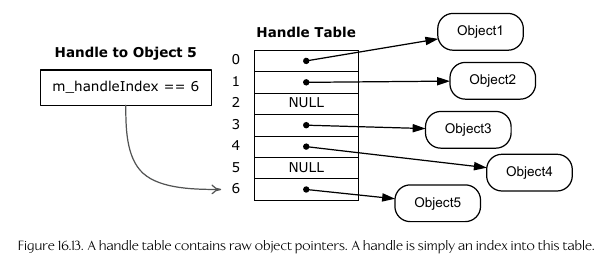 Handle to Object 5
m_handleIndex == 6
Handle Table
0
1
2 NULL
3
4
5 NULL
6
Object1
Object2
Object3
Object4
Object5
Figure 16.13. A handle table contains raw object pointers. A handle is simply an index into this table.